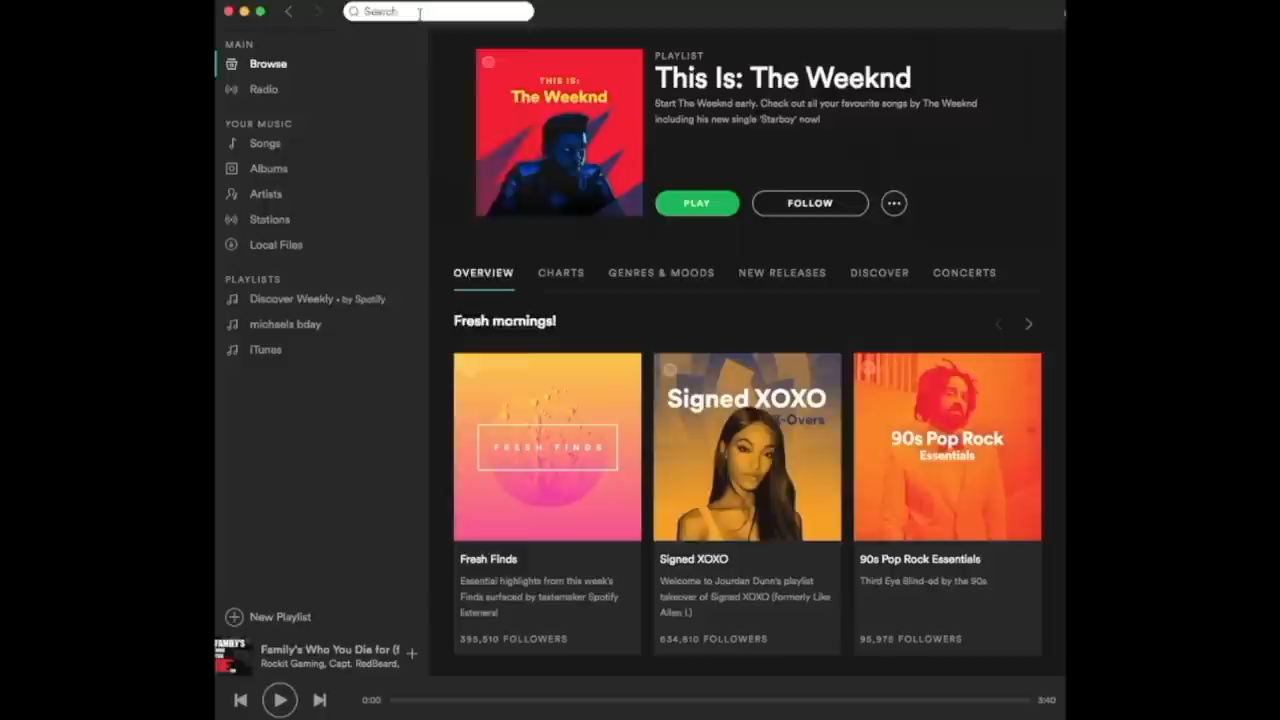 Search
MAIN
Browse
Radio
YOUR MUSIC
Songs
Albums
Artists
Stations
Local Files
PLAYLISTS
Discover Weekly • by Spotify
michaels bday
iTunes
New Playlist
FAMILY'S
Family's Who You Die for (f
Rockit Gaming, Capt. RedBeard,
THIS IS:
The Weeknd
PLAYLIST
This Is: The Weeknd
Start The Weeknd early. Check out all your favourite songs by The Weeknd
including his new single 'Starboy' now!
PLAY
FOLLOW
OVERVIEW CHARTS GENRES & MOODS NEW RELEASES DISCOVER CONCERTS
Fresh mornings!
FRESH FINDS
Signed XOXO
X-Overs
90s Pop Rock
Essentials
Fresh Finds
Essential highlights from this week's
Finds surfaced by tastemaker Spotify
listeners!
395,510 FOLLOWERS
Signed XOXO
Welcome to Jourdan Dunn's playlist
takeover of Signed XOXO (formerly Like
634,810 FOLLOWERS
90s Pop Rock Essentials
Third Eye Blind-ed by the 90s
95,975 FOLLOWERS
0:00
3:40